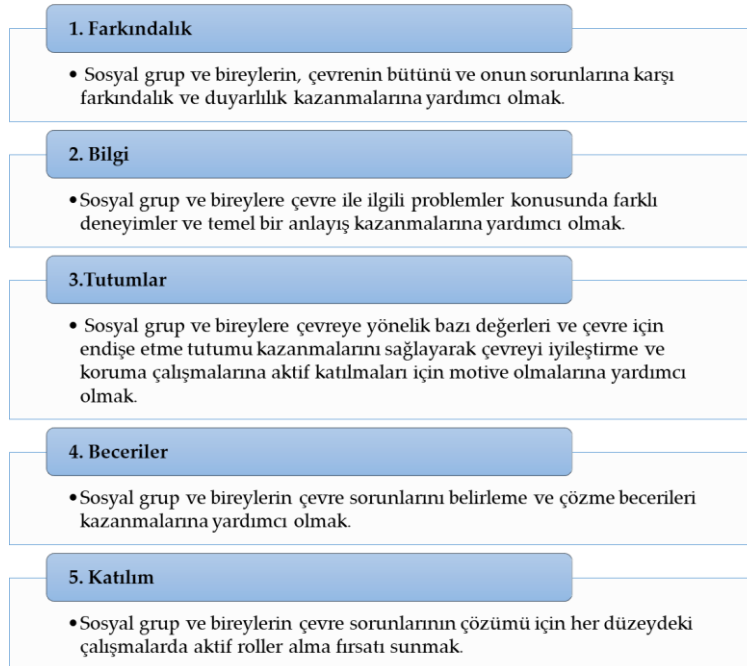 1. Farkındalık
• Sosyal grup ve bireylerin, çevrenin bütünü ve onun sorunlarına karşı
farkındalık ve duyarlılık kazanmalarına yardımcı olmak.
2. Bilgi
•Sosyal grup ve bireylere çevre ile ilgili problemler konusunda farklı
deneyimler ve temel bir anlayış kazanmalarına yardımcı olmak.
3.Tutumlar
• Sosyal grup ve bireylere çevreye yönelik bazı değerleri ve çevre için
endişe etme tutumu kazanmalarını sağlayarak çevreyi iyileştirme ve
koruma çalışmalarına aktif katılmaları için motive olmalarına yardımcı
olmak.
4. Beceriler
•Sosyal grup ve bireylerin çevre sorunlarını belirleme ve çözme becerileri
kazanmalarına yardımcı olmak.
5. Katılım
•Sosyal grup ve bireylerin çevre sorunlarının çözümü için her düzeydeki
çalışmalarda aktif roller alma fırsatı sunmak.